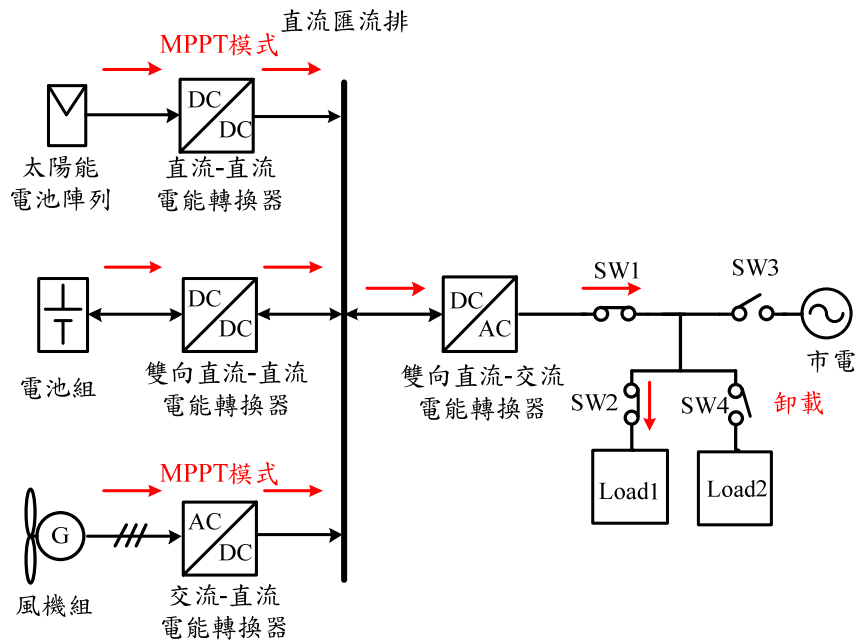 直流匯流排
MPPT模式
DC
DC
太陽能
電池陣列
直流-直流
電能轉換器
DC
DC
電池組
雙向直流-直流
電能轉換器
DC
AC
雙向直流-交流
電能轉換器
SW1
SW3
市電
SW2
SW4
卸載
Load1
Load2
MPPT模式
G
AC
DC
風機組
交流-直流
電能轉換器